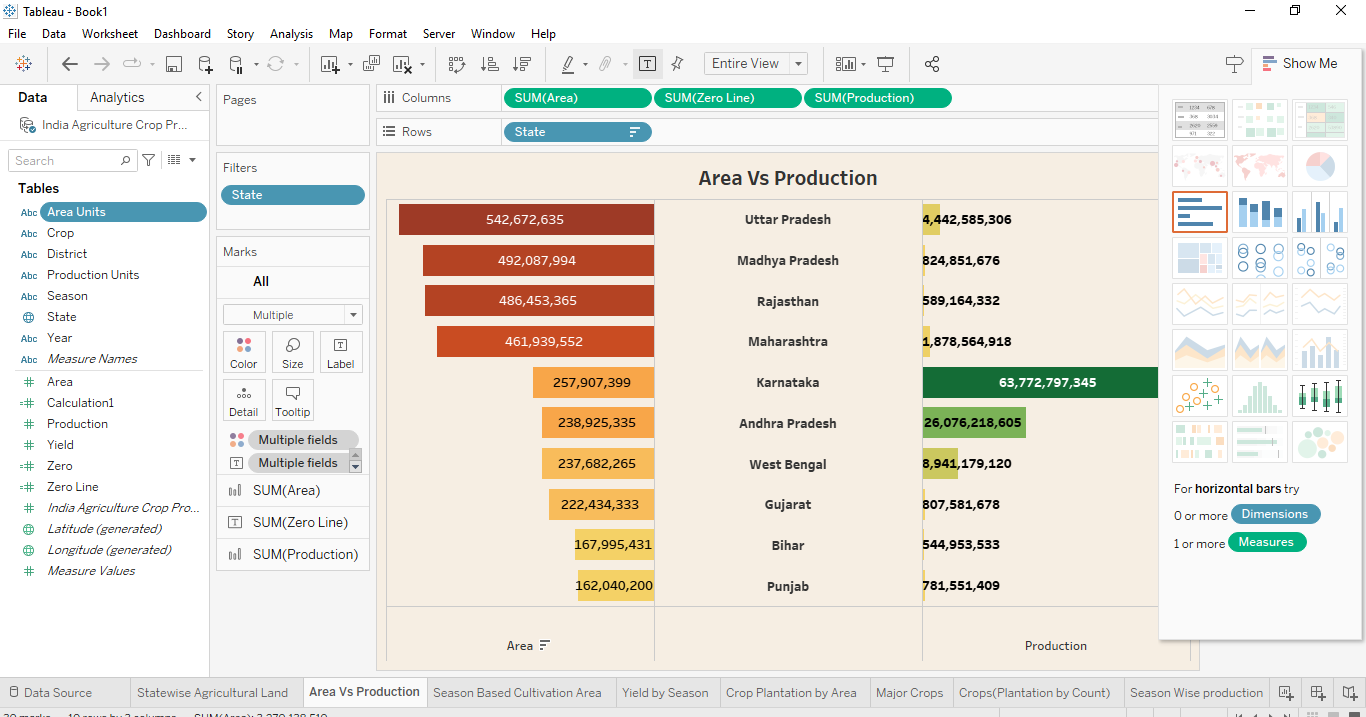 Tableau - Book1
File Data Worksheet Dashboard Story Analysis Map Format Server Window Help
Entire View
Show Me
Data Analytics
India Agriculture Crop Pr...
Search
Tables
Abc Area Units
Abc Crop
Abc District
Abc Production Units
Abc Season
State
Abc Year
Abc Measure Names
Area
Calculation1
Production
Yield
Zero
Zero Line
India Agriculture Crop Pro...
Latitude (generated)
Longitude (generated)
Measure Values
Pages
Filters
State
Marks
All
Multiple
Color Size Label
Detail Tooltip
Multiple fields
Multiple fields
SUM(Area)
SUM(Zero Line)
SUM(Production)
Columns SUM(Area) SUM(Zero Line) SUM(Production)
Rows State
Area Vs Production
542,672,635 Uttar Pradesh 4,442,585,306
492,087,994 Madhya Pradesh 824,851,676
486,453,365 Rajasthan 589,164,332
461,939,552 Maharashtra 1,878,564,918
257,907,399 Karnataka 63,772,797,345
238,925,335 Andhra Pradesh 26,076,218,605
237,682,265 West Bengal 8,941,179,120
222,434,333 Gujarat 807,581,678
167,995,431 Bihar 544,953,533
162,040,200 Punjab 781,551,409
Area Production
For horizontal bars try
0 or more Dimensions
1 or more Measures
Data Source Statewise Agricultural Land Area Vs Production Season Based Cultivation Area Yield by Season Crop Plantation by Area Major Crops Crops(Plantation by Count) Season Wise production